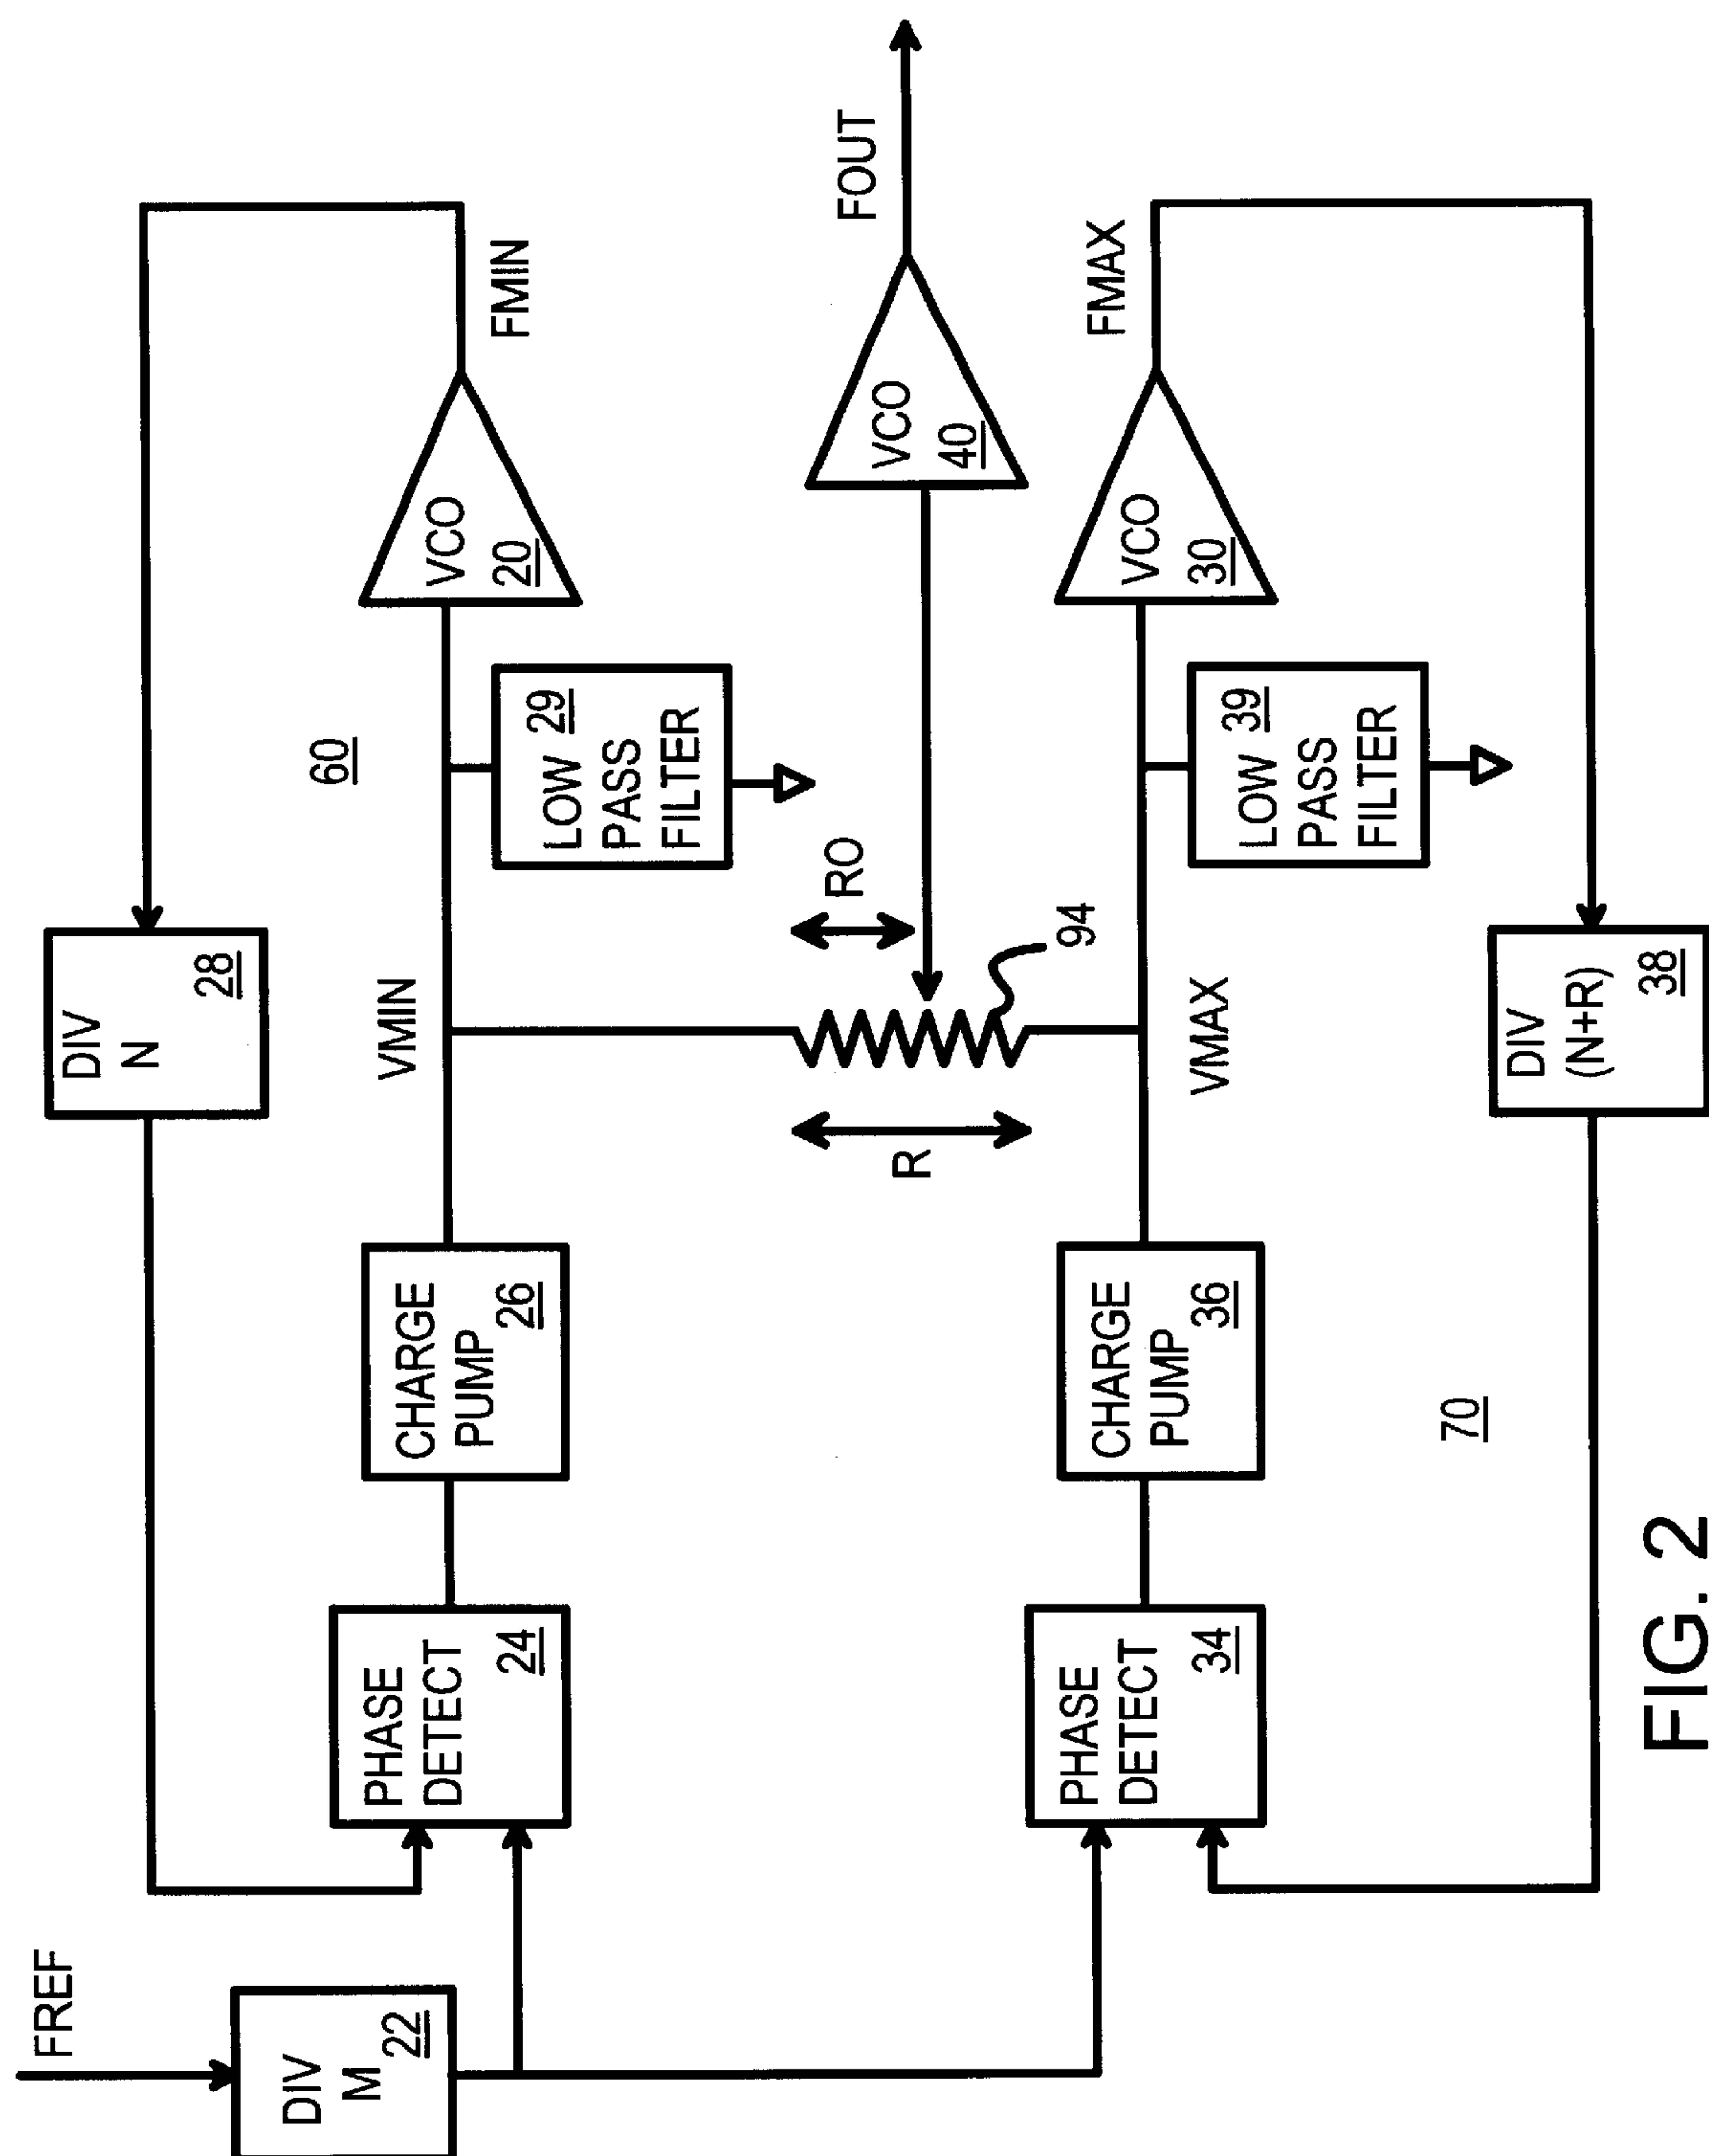 FREF
DIV
M
22
PHASE
DETECT
24
CHARGE
PUMP
26
DIV
N
28
VMIN
60
LOW
29
PASS
FILTER
VCO
20
FMIN
R
RO
94
VCO
40
FOUT
PHASE
DETECT
34
CHARGE
PUMP
36
VMAX
LOW
39
PASS
FILTER
VCO
30
FMAX
70
DIV
(N+R)
38
FIG. 2